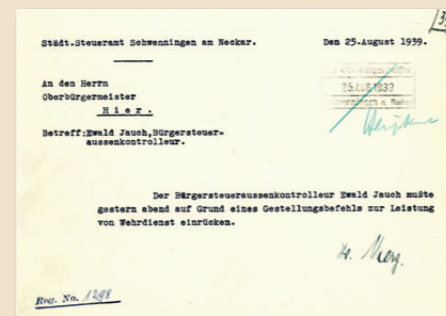 Städt.Steueramt Schwenningen am Neckar.
Den 25.August 1939.
An den Herrn
Oberbürgermeister
Hier.
25.AUG 1939
Betreff:Ewald Jauch,Bürgersteuer-
aussenkontrolleur.
Der Bürgersteueraussenkontrolleur Ewald Jauch mußte
gestern abend auf Grund eines Gestellungsbefehls zur Leistung
von Wehrdienst einrücken.
Reg. No. 1298